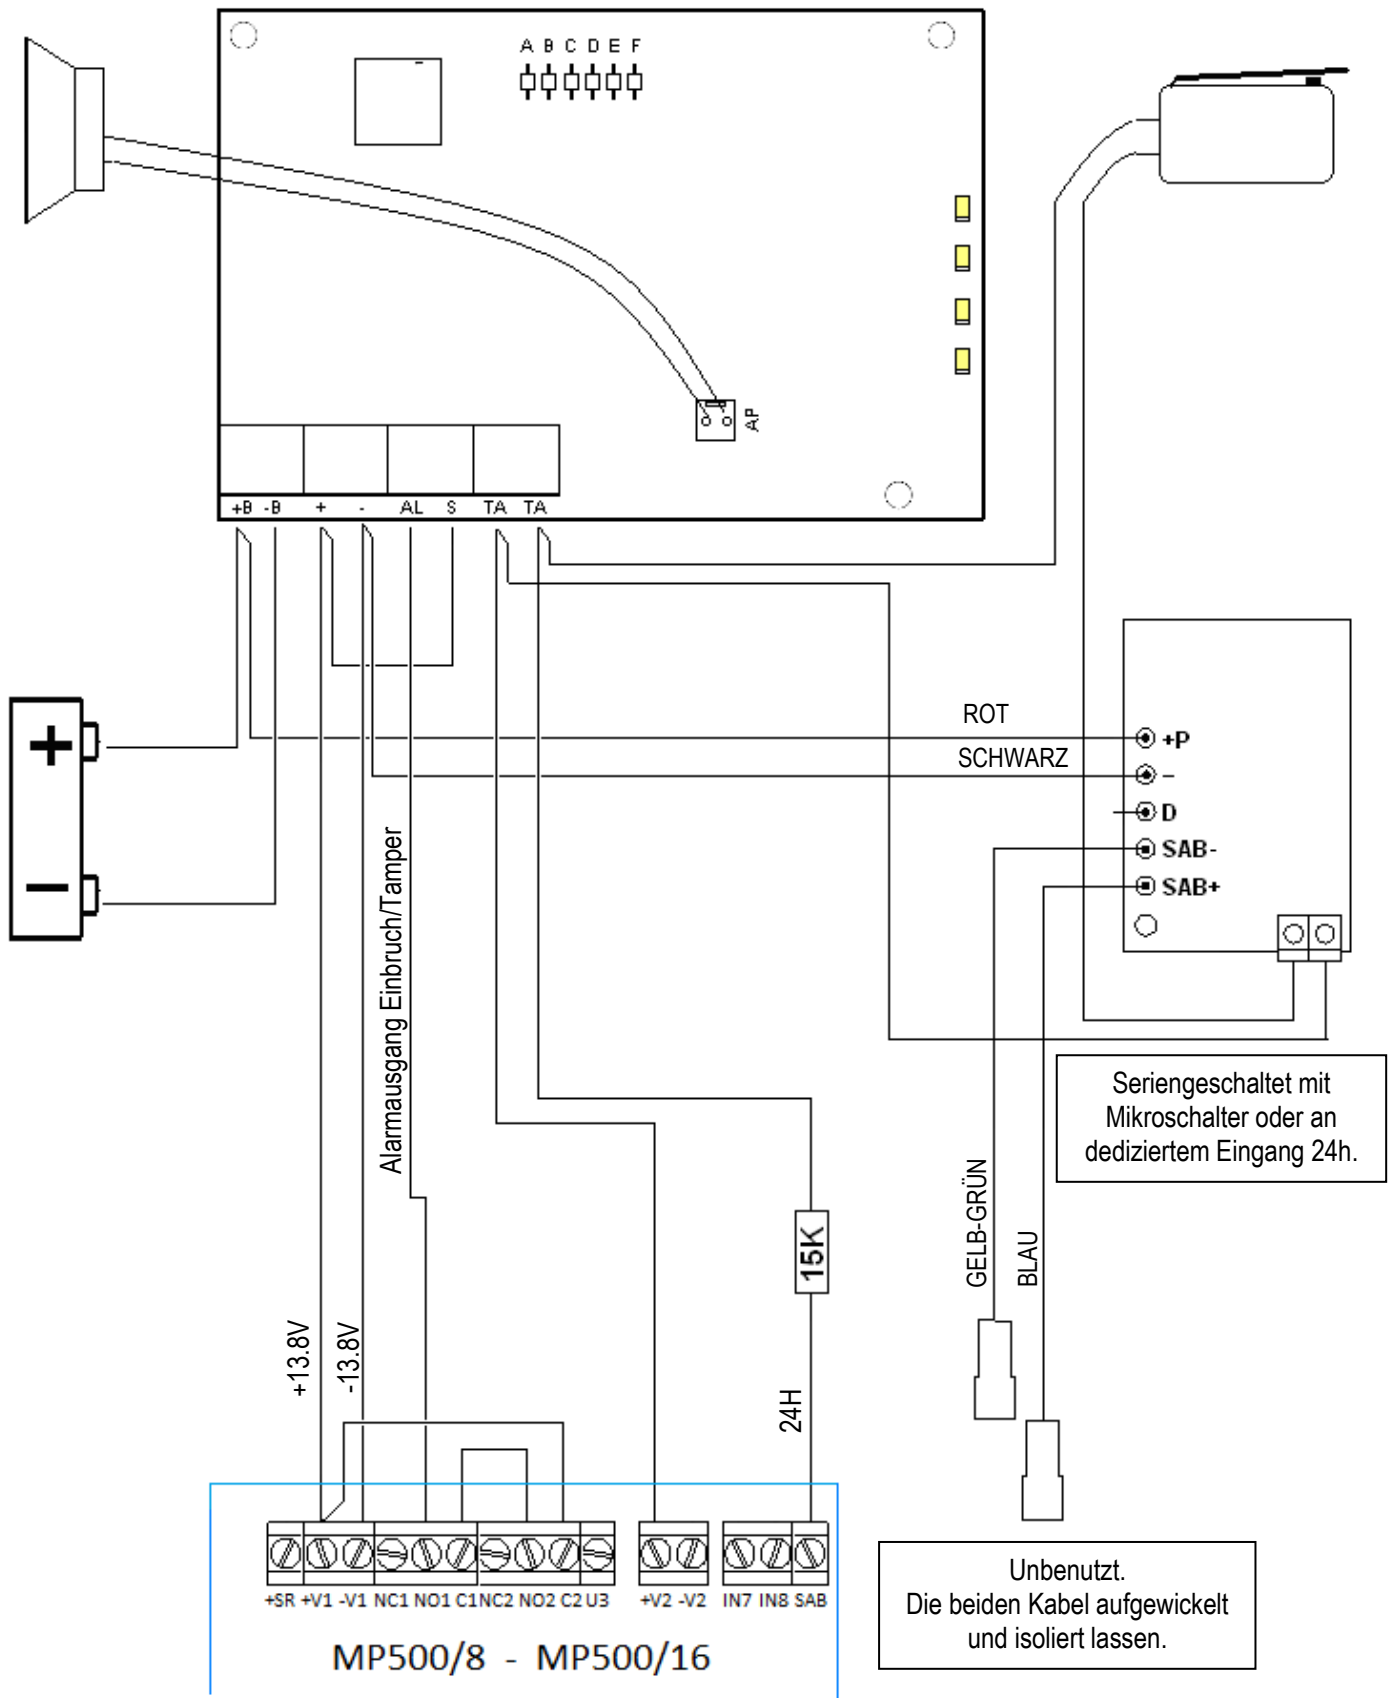 A B C D E F
AP
+B -B + - AL S TA TA
ROT
+P
SCHWARZ
–
D
SAB-
SAB+
+
–
Alarmausgang Einbruch/Tamper
Seriengeschaltet mit
Mikroschalter oder an
dediziertem Eingang 24h.
GELB-GRÜN
BLAU
15K
+13.8V
-13.8V
24H
+SR +V1 -V1 NC1 NO1 C1 NC2 NO2 C2 U3 +V2 -V2 IN7 IN8 SAB
MP500/8 - MP500/16
Unbenutzt.
Die beiden Kabel aufgewickelt
und isoliert lassen.